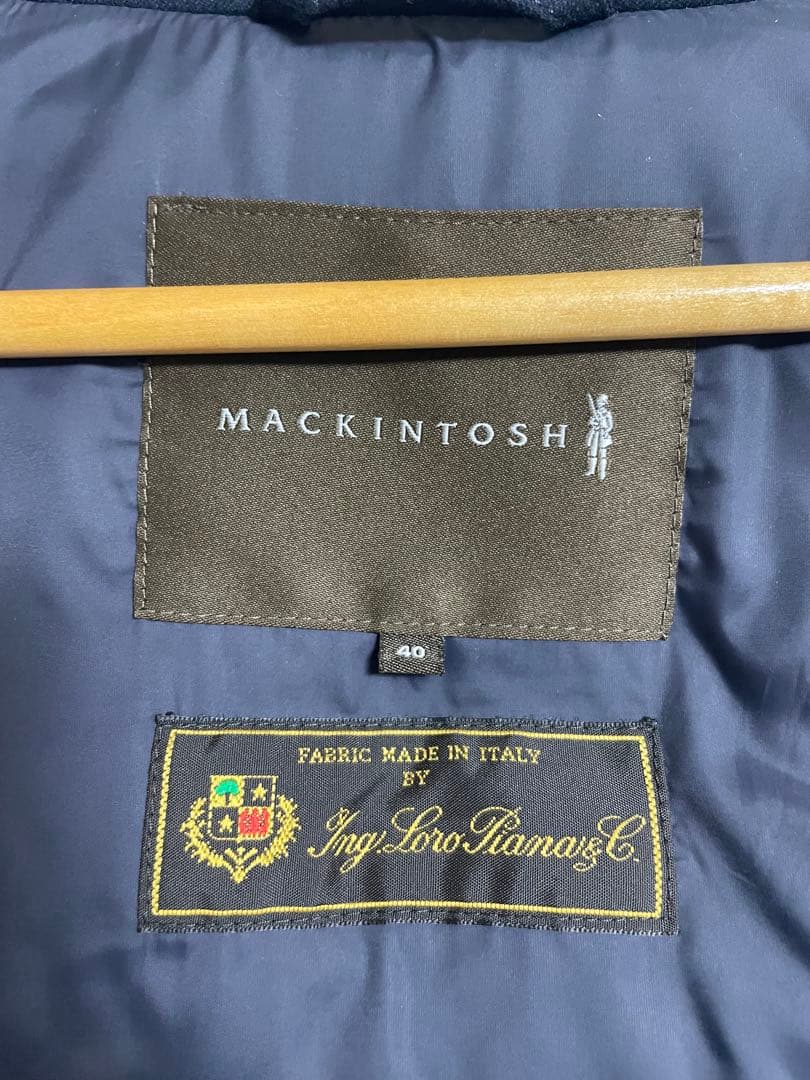 MACKINTOSH
40
FABRIC MADE IN ITALY
BY
Ing. Loro Piana & C.